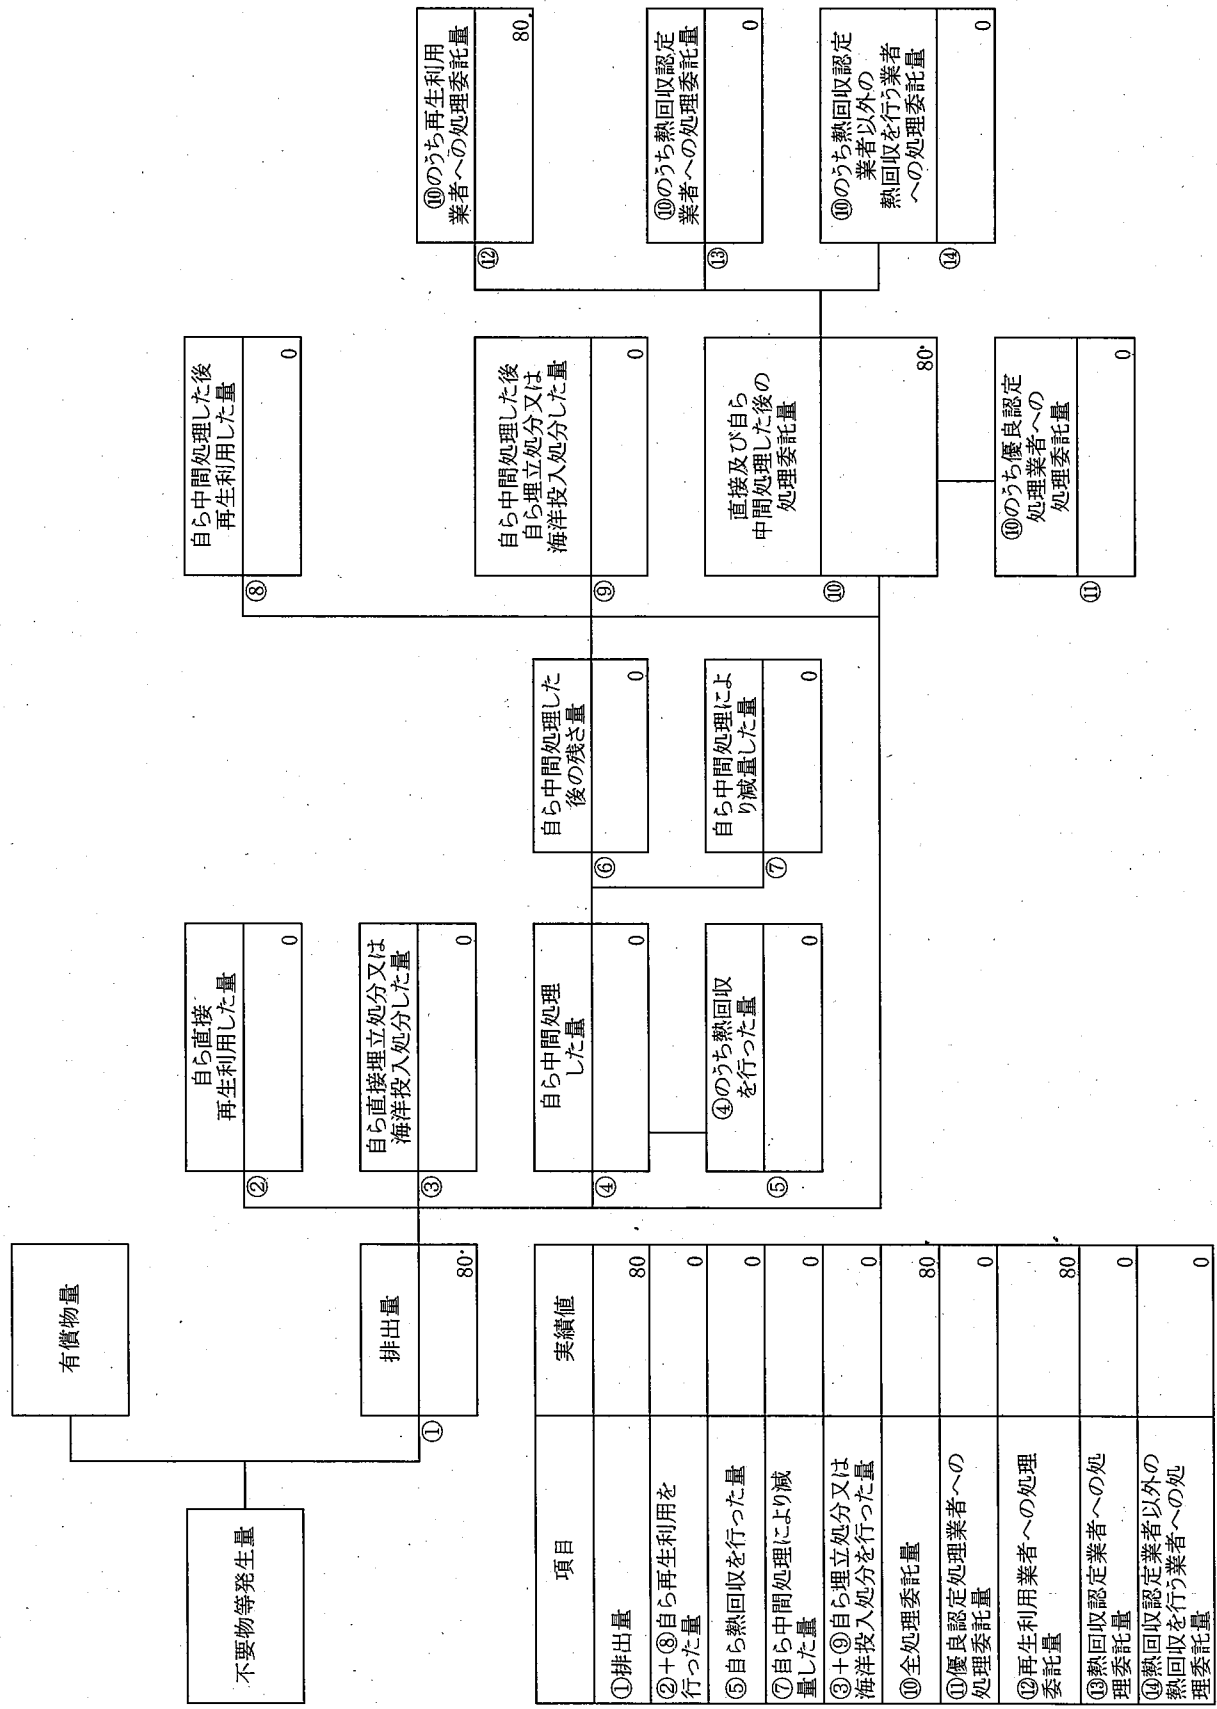 不要物等発生量
有償物量
①
排出量
80
②
自ら直接
再生利用した量
0
③
自ら直接埋立処分又は
海洋投入処分した量
0
④
自ら中間処理
した量
0
⑤
④のうち熱回収
を行った量
0
⑥
自ら中間処理した
後の残さ量
0
⑦
自ら中間処理によ
り減量した量
0
⑧
自ら中間処理した後
再生利用した量
0
⑨
自ら中間処理した後
自ら埋立処分又は
海洋投入処分した量
0
⑩
直接及び自ら
中間処理した後の
処理委託量
80
⑪
⑩のうち優良認定
処理業者への
処理委託量
0
⑫
⑩のうち再生利用
業者への処理委託量
80
⑬
⑩のうち熱回収認定
業者への処理委託量
0
⑭
⑩のうち熱回収認定
業者以外の
熱回収を行う業者
への処理委託量
0
項目 実績値
①排出量 80
②+⑧自ら再生利用を
行った量 0
⑤自ら熱回収を行った量 0
⑦自ら中間処理により減
量した量 0
③+⑨自ら埋立処分又は
海洋投入処分を行った量 0
⑩全処理委託量 80
⑪優良認定処理業者への
処理委託量 0
⑫再生利用業者への処理
委託量 80
⑬熱回収認定業者への処
理委託量 0
⑭熱回収認定業者以外の
熱回収を行う業者への処
理委託量 0